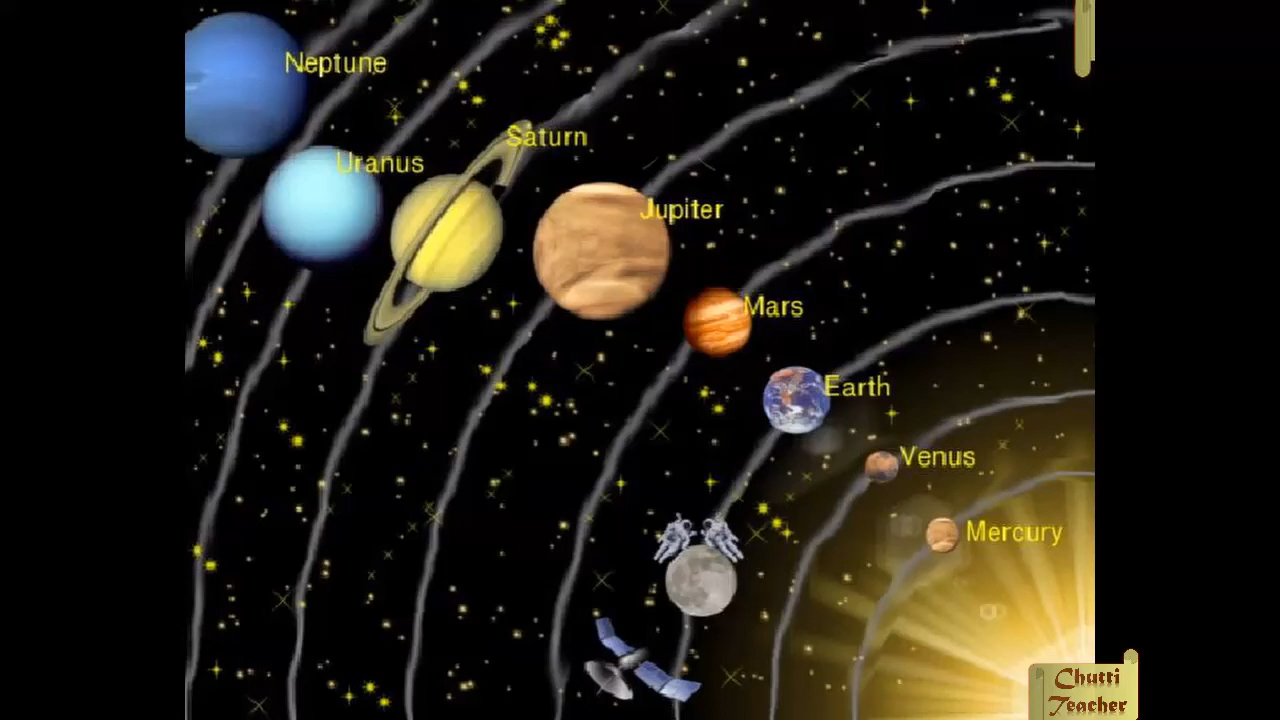 Neptune
Uranus
Saturn
Jupiter
Mars
Earth
Venus
Mercury
Chutti
Teacher